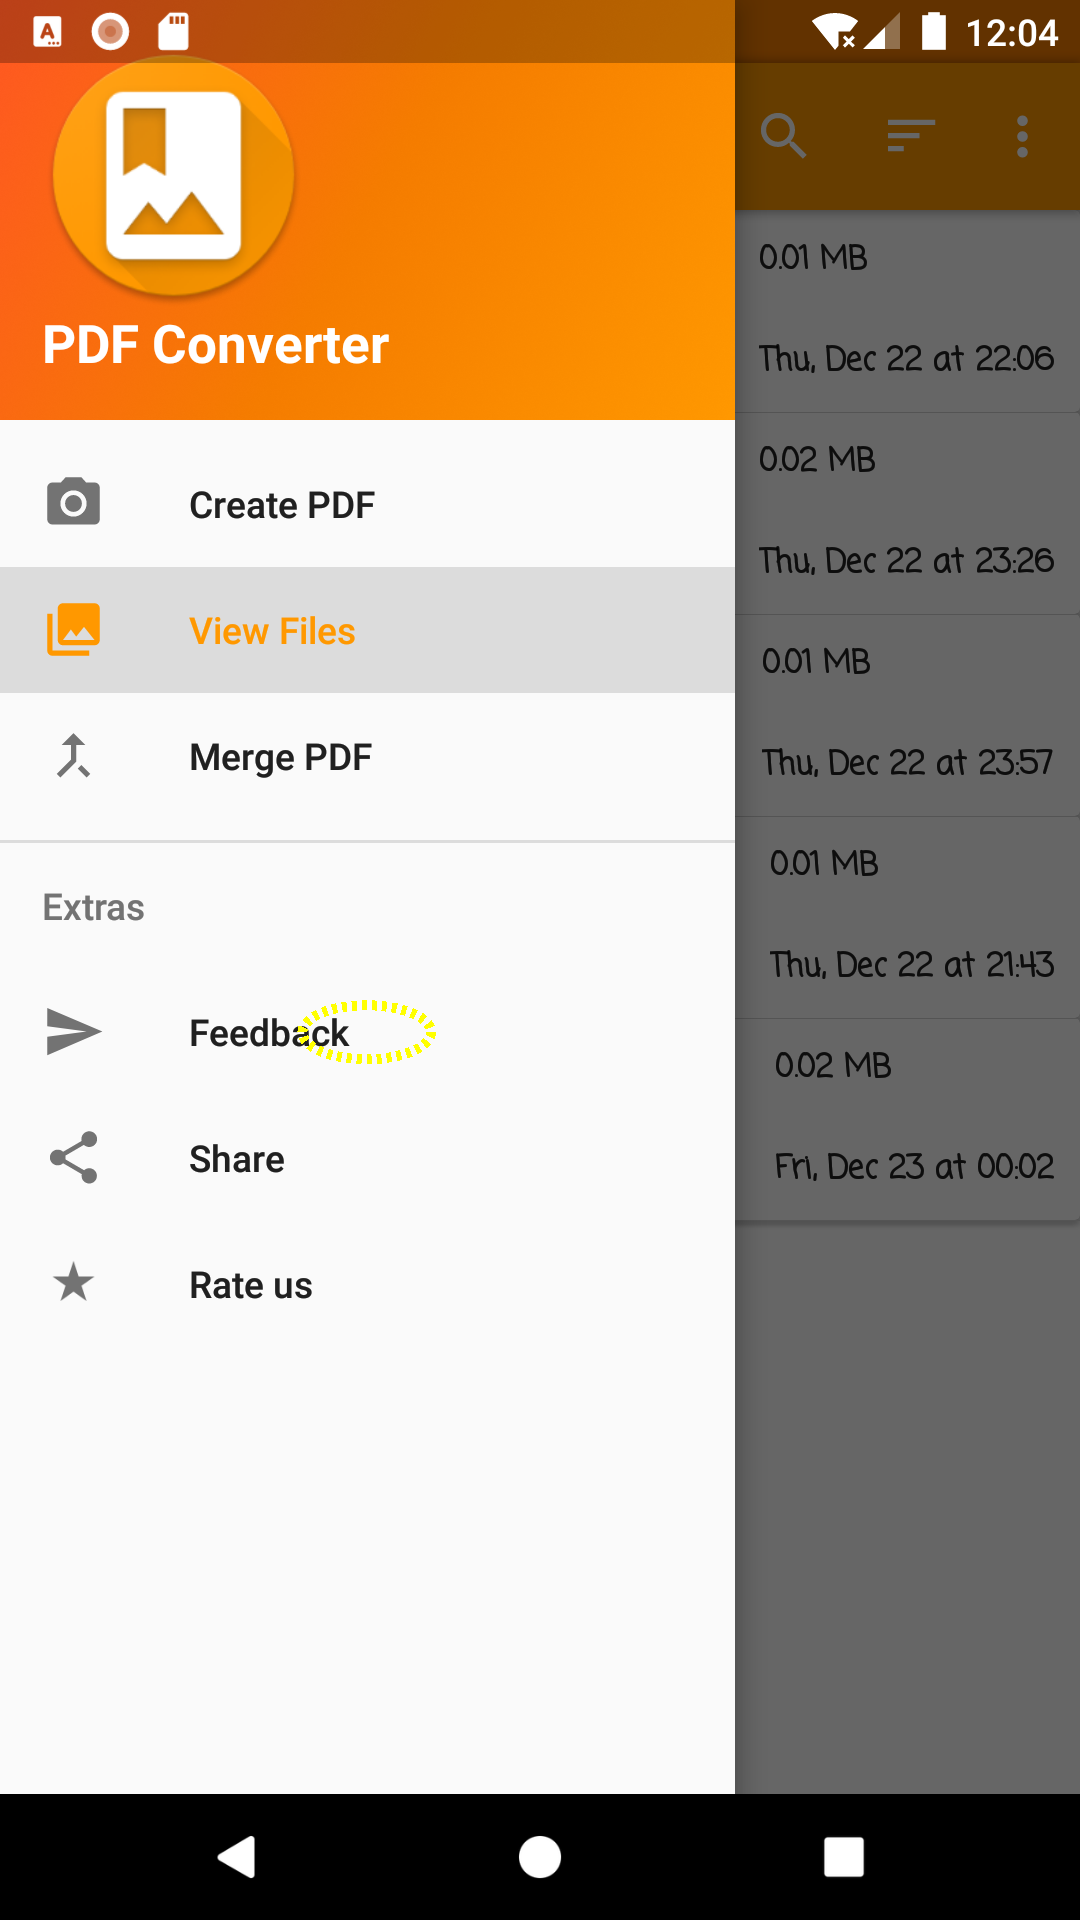 12:04
PDF Converter
Create PDF
View Files
Merge PDF
Extras
Feedback
Share
Rate us
0.01 MB
Thu, Dec 22 at 22:06
0.02 MB
Thu, Dec 22 at 23:26
0.01 MB
Thu, Dec 22 at 23:57
0.01 MB
Thu, Dec 22 at 21:43
0.02 MB
Fri, Dec 23 at 00:02